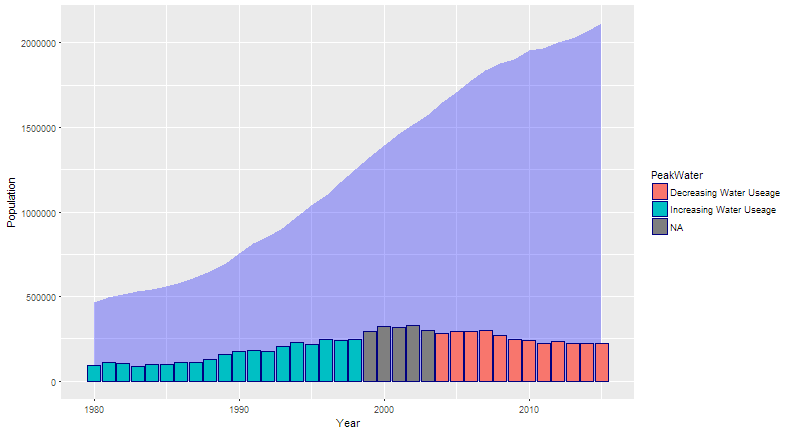 2000000
1500000
1000000
500000
0
Population
1980
1990
2000
2010
Year
PeakWater
Decreasing Water Useage
Increasing Water Useage
NA